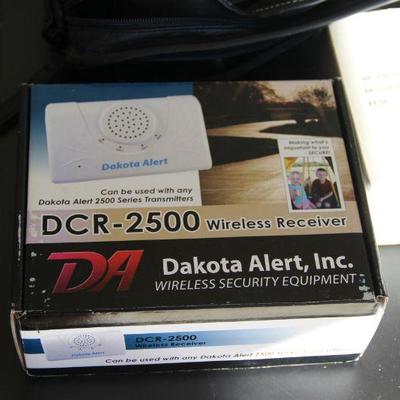 Dakota Alert
Making what's
important to you
SECURE!
Can be used with any
Dakota Alert 2500 Series Transmitters
DCR-2500 Wireless Receiver
DA Dakota Alert, Inc.
WIRELESS SECURITY EQUIPMENT
DCR-2500
Wireless Receiver
Dakota Alert
Can be used with any Dakota Alert 2500 Series